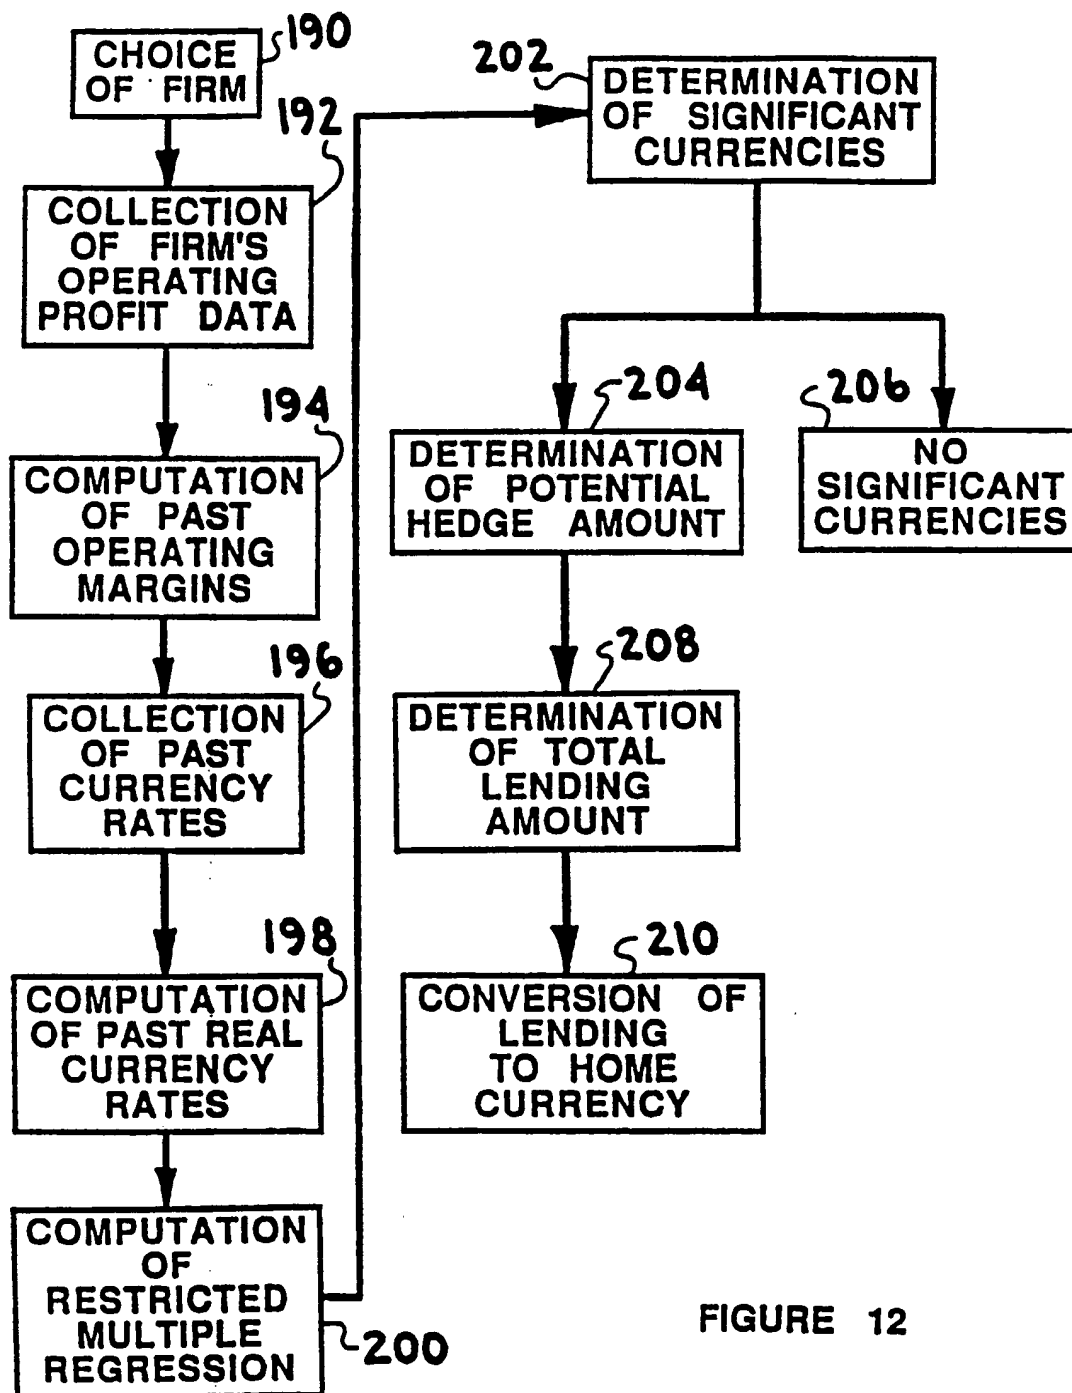 190
CHOICE
OF FIRM
192
COLLECTION
OF FIRM'S
OPERATING
PROFIT DATA
194
COMPUTATION
OF PAST
OPERATING
MARGINS
196
COLLECTION
OF PAST
CURRENCY
RATES
198
COMPUTATION
OF PAST REAL
CURRENCY
RATES
COMPUTATION
OF
RESTRICTED
MULTIPLE
REGRESSION
200
202
DETERMINATION
OF SIGNIFICANT
CURRENCIES
204
DETERMINATION
OF POTENTIAL
HEDGE AMOUNT
206
NO
SIGNIFICANT
CURRENCIES
208
DETERMINATION
OF TOTAL
LENDING
AMOUNT
210
CONVERSION OF
LENDING
TO HOME
CURRENCY
FIGURE 12